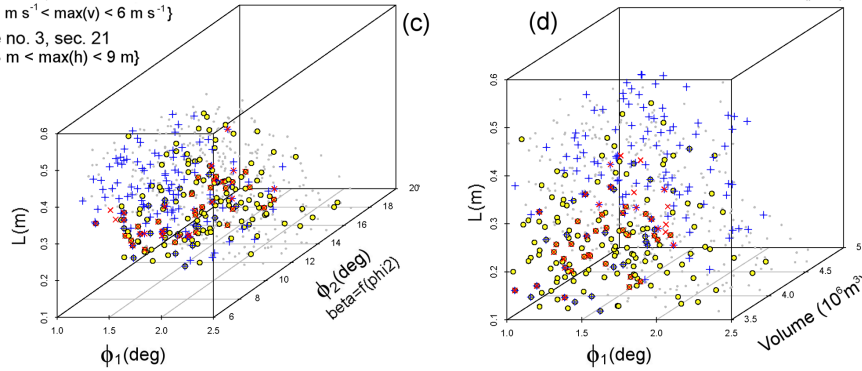 m s⁻¹ < max(v) < 6 m s⁻¹}
no. 3, sec. 21
m < max(h) < 9 m}
(c)
L(m)
0.6
0.5
0.4
0.3
0.2
0.1
1.0 1.5 2.0 2.5
ϕ₁(deg)
6 8 10 12 14 16 18 20
ϕ₂(deg)
beta=f(phi2)
(d)
L(m)
0.6
0.5
0.4
0.3
0.2
0.1
1.0 1.5 2.0 2.5
ϕ₁(deg)
3.5 4.0 4.5
Volume (10⁶m³